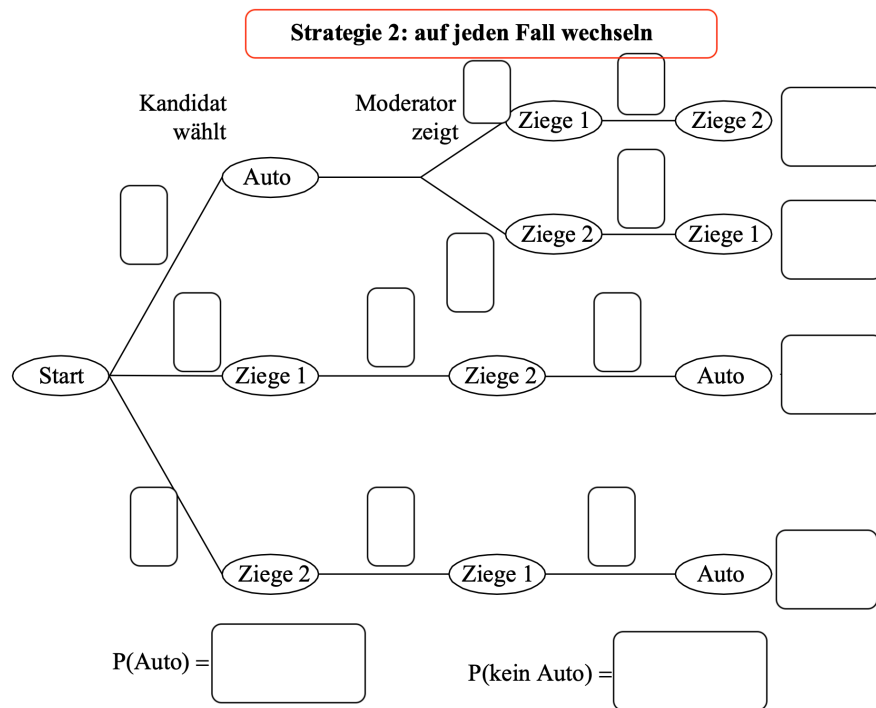 Strategie 2: auf jeden Fall wechseln
Kandidat
wählt
Moderator
zeigt
Ziege 1
Ziege 2
Auto
Ziege 2
Ziege 1
Start
Ziege 1
Ziege 2
Auto
Ziege 2
Ziege 1
Auto
P(Auto) =
P(kein Auto) =